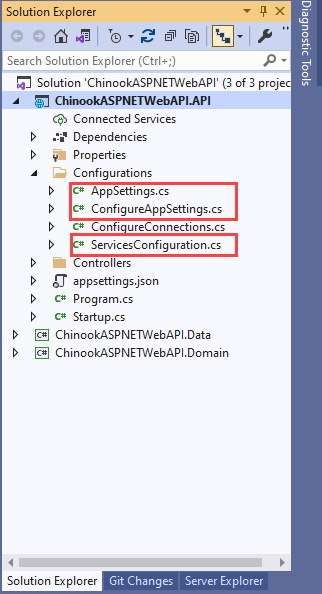 Solution Explorer
Diagnostic Tools
Search Solution Explorer (Ctrl+;)
Solution 'ChinookASPNETWebAPI' (3 of 3 projec
ChinookASPNETWebAPI.API
Connected Services
Dependencies
Properties
Configurations
C# AppSettings.cs
C# ConfigureAppSettings.cs
C# ConfigureConnections.cs
C# ServicesConfiguration.cs
Controllers
appsettings.json
C# Program.cs
C# Startup.cs
C# ChinookASPNETWebAPI.Data
C# ChinookASPNETWebAPI.Domain
Solution Explorer Git Changes Server Explorer